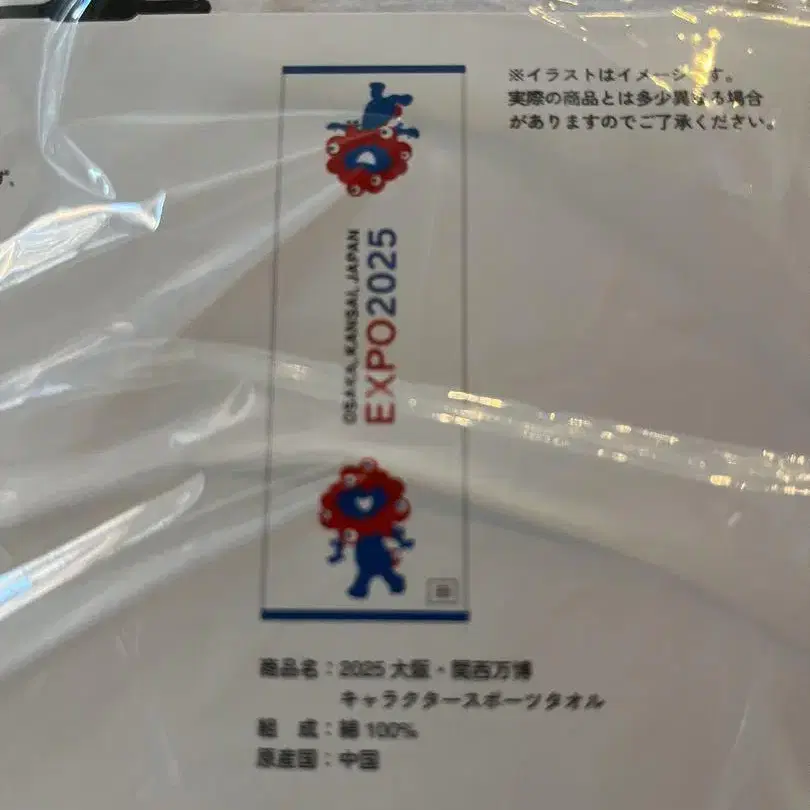 ※イラストはイメージです。
実際の商品とは多少異なる場合
がありますのでご了承ください。
ず、
OSAKA, KANSAI, JAPAN
EXPO2025
商品名：2025 大阪・関西万博
キャラクタースポーツタオル
組　成：綿 100%
原産国：中国